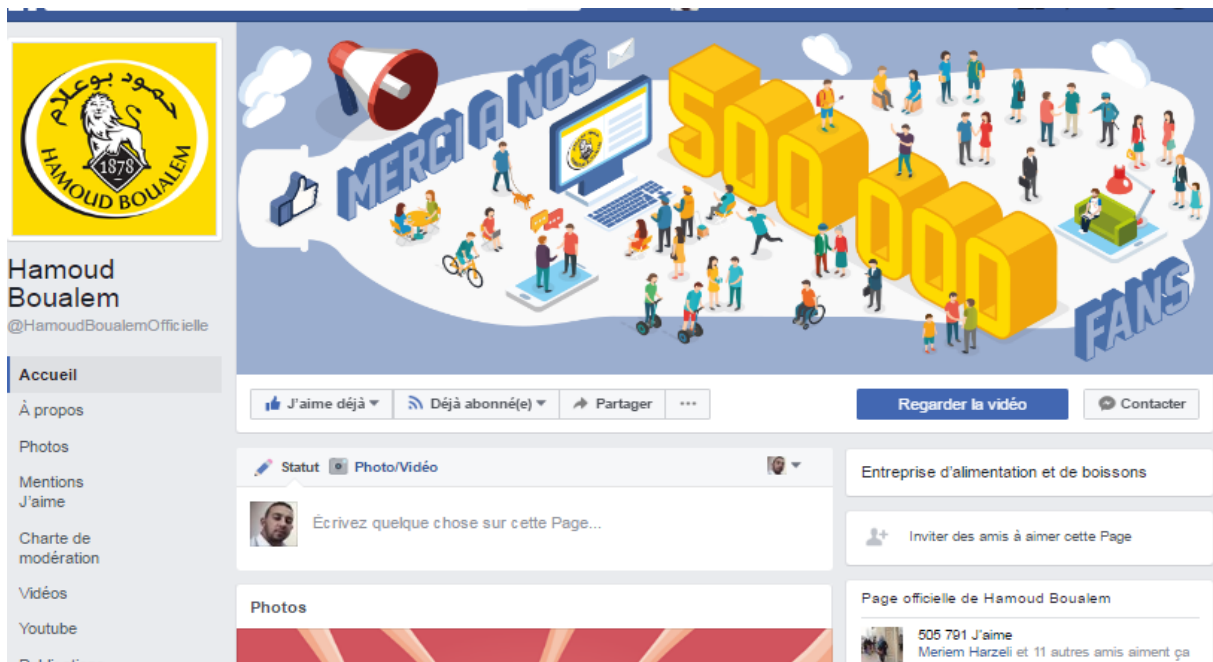 حمود بوعلام
HAMOUD BOUALEM
1878
MERCI A NOS
500 000
FANS
Hamoud
Boualem
@HamoudBoualemOfficielle
Accueil
À propos
Photos
Mentions
J'aime
Charte de
modération
Vidéos
Youtube
J'aime déjà
Déjà abonné(e)
Partager
Regarder la vidéo
Contacter
Statut
Photo/Vidéo
Écrivez quelque chose sur cette Page...
Photos
Entreprise d'alimentation et de boissons
Inviter des amis à aimer cette Page
Page officielle de Hamoud Boualem
505 791 J'aime
Meriem Harzeli et 11 autres amis aiment ça